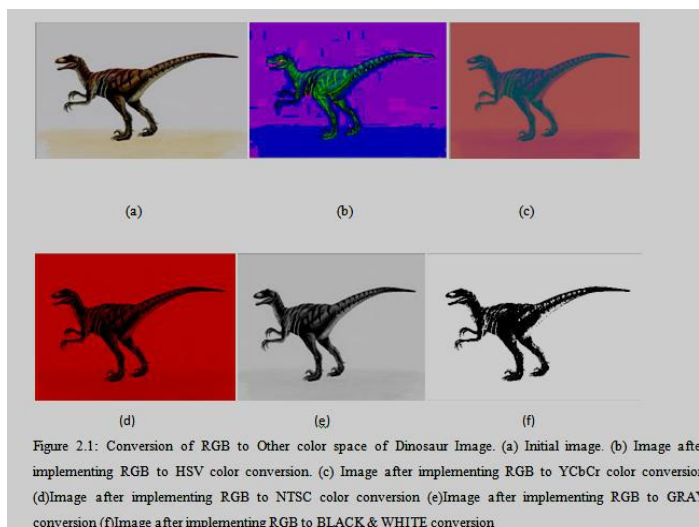 (a) (b) (c)
(d) (e) (f)
Figure 2.1: Conversion of RGB to Other color space of Dinosaur Image. (a) Initial image. (b) Image after
implementing RGB to HSV color conversion. (c) Image after implementing RGB to YCbCr color conversion
(d)Image after implementing RGB to NTSC color conversion (e)Image after implementing RGB to GRAY
conversion (f)Image after implementing RGB to BLACK & WHITE conversion